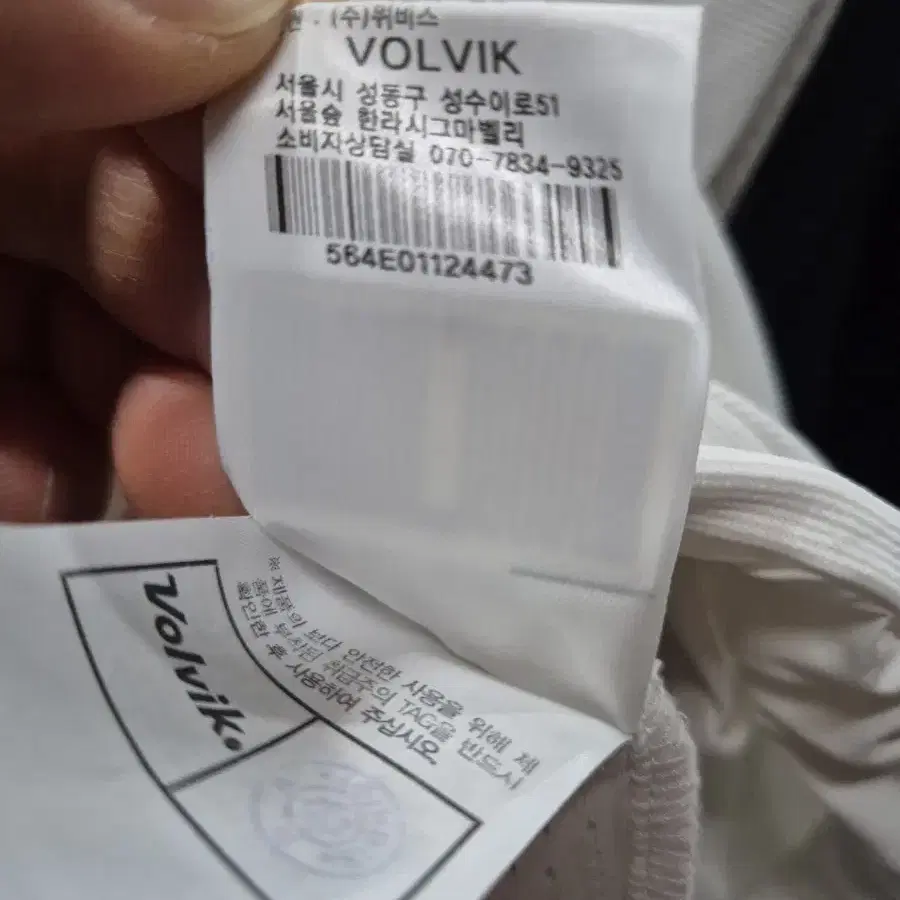 원 : (주)위비스
VOLVIK
서울시 성동구 성수이로51
서울숲 한라시그마밸리
소비자상담실 070-7834-9325
564E01124473
Volvik.
※ 제품의 보다 안전한 사용을 위해 제
품에 부착된 취급주의 TAG을 반드시
확인한 후 사용하여 주십시오